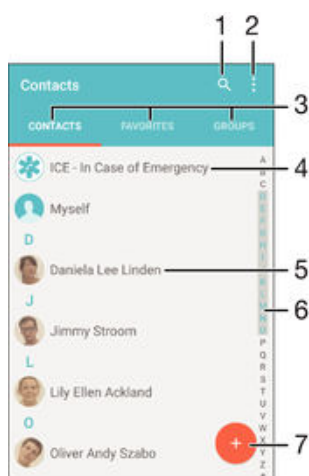 1 2
Contacts
3
CONTACTS FAVORITES GROUPS
ICE - In Case of Emergency
4
Myself
D
Daniela Lee Linden
5
J
Jimmy Stroom
6
L
Lily Ellen Ackland
O
Oliver Andy Szabo
+
7
A
B
C
D
E
F
G
H
I
J
K
L
M
N
O
P
Q
R
S
T
U
V
W
X
Y
Z